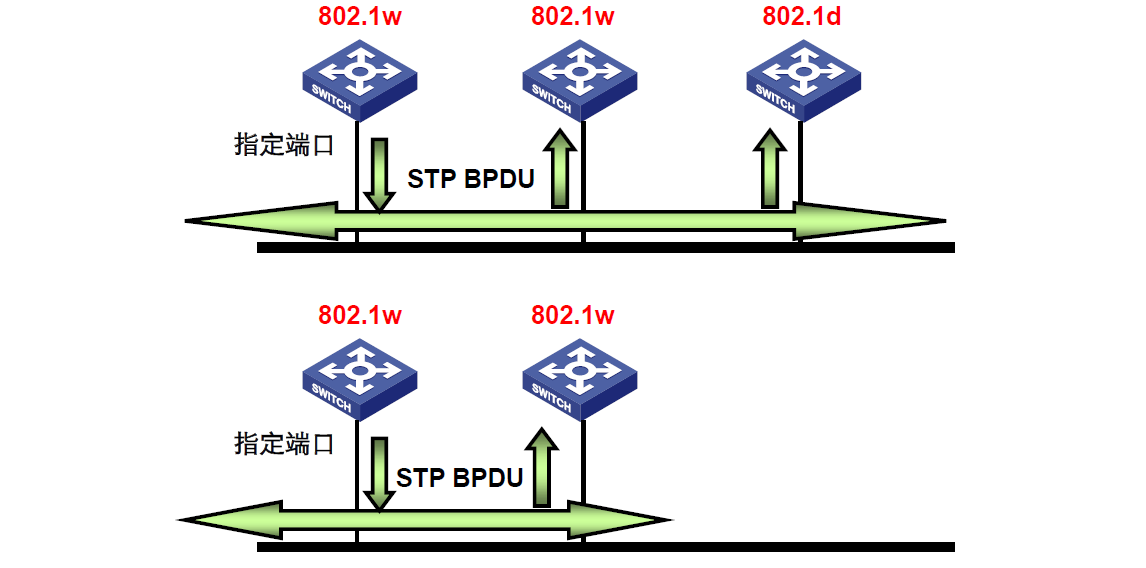 802.1w 802.1w 802.1d
SWITCH SWITCH SWITCH
指定端口
STP BPDU
802.1w 802.1w
SWITCH SWITCH
指定端口
STP BPDU